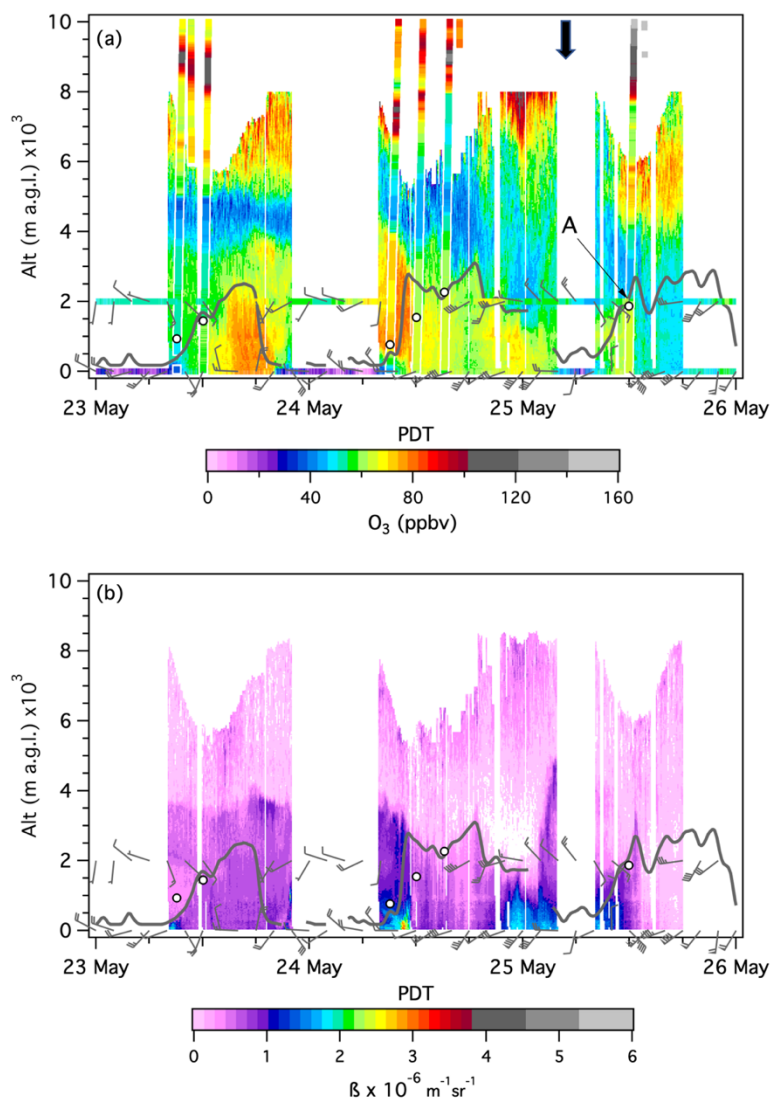 (a)
10
8
6
4
2
0
Alt (m a.g.l.) x10³
A
23 May
24 May
25 May
26 May
PDT
0
40
80
120
160
O₃ (ppbv)
(b)
10
8
6
4
2
0
Alt (m a.g.l.) x10³
23 May
24 May
25 May
26 May
PDT
0
1
2
3
4
5
6
ß x 10⁻⁶ m⁻¹sr⁻¹